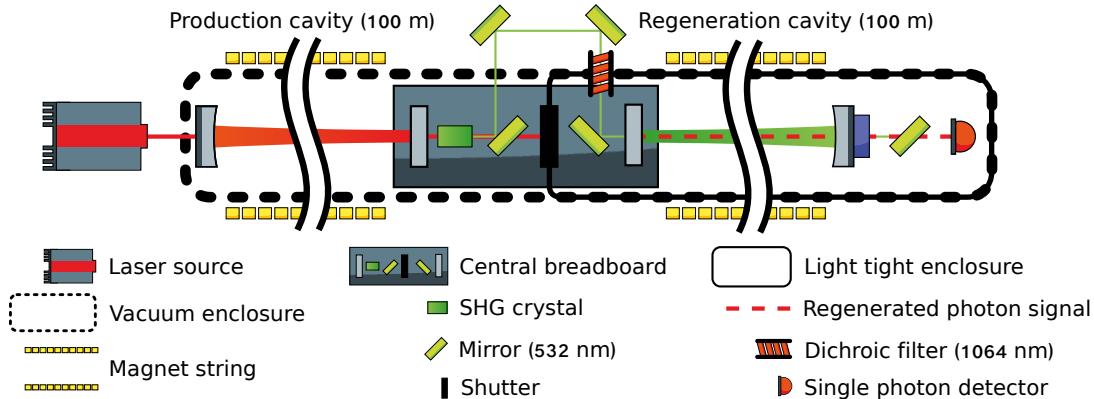 Production cavity (100 m)
Regeneration cavity (100 m)
Laser source
Central breadboard
Light tight enclosure
Vacuum enclosure
SHG crystal
Regenerated photon signal
Magnet string
Mirror (532 nm)
Dichroic filter (1064 nm)
Shutter
Single photon detector